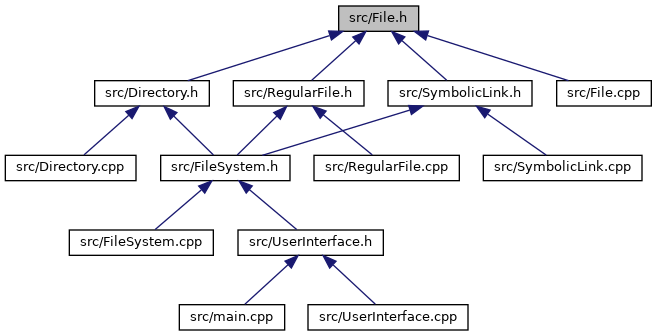 src/File.h
src/Directory.h
src/RegularFile.h
src/SymbolicLink.h
src/File.cpp
src/Directory.cpp
src/FileSystem.h
src/RegularFile.cpp
src/SymbolicLink.cpp
src/FileSystem.cpp
src/UserInterface.h
src/main.cpp
src/UserInterface.cpp